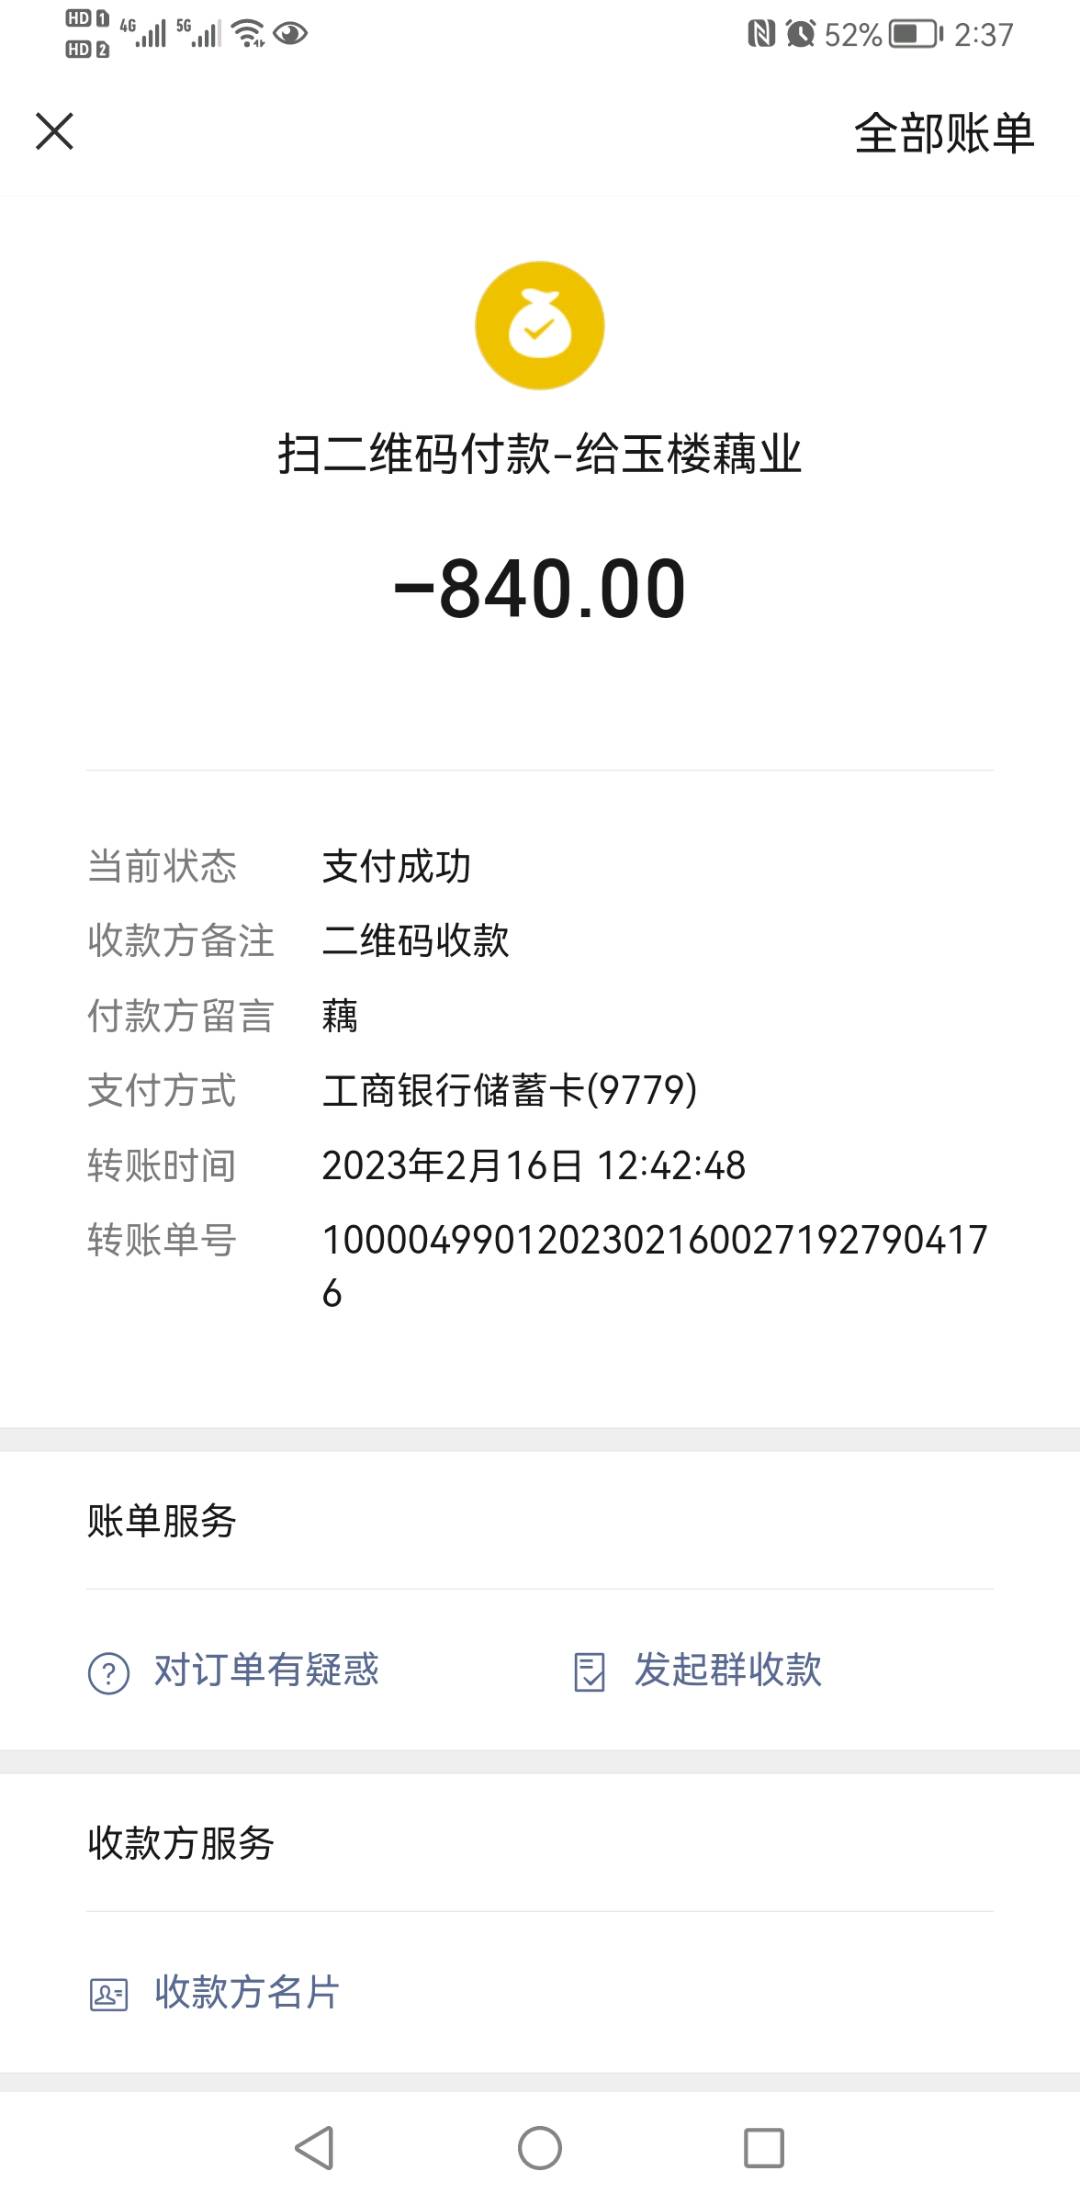 HD 1 4G 5G
HD 2
52% 2:37
全部账单
扫二维码付款-给玉楼藕业
-840.00
当前状态 支付成功
收款方备注 二维码收款
付款方留言 藕
支付方式 工商银行储蓄卡(9779)
转账时间 2023年2月16日 12:42:48
转账单号 1000049901202302160027192790417
6
账单服务
对订单有疑惑 发起群收款
收款方服务
收款方名片